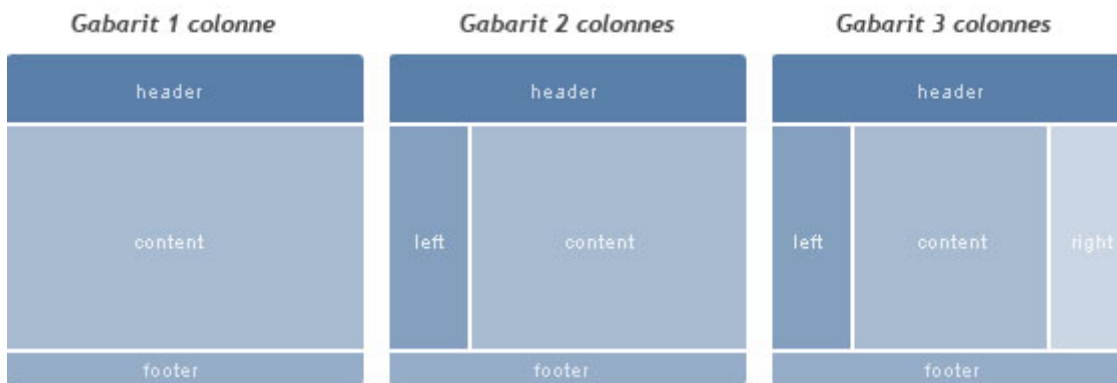 Gabarit 1 colonne
header
content
footer
Gabarit 2 colonnes
header
left
content
footer
Gabarit 3 colonnes
header
left
content
right
footer